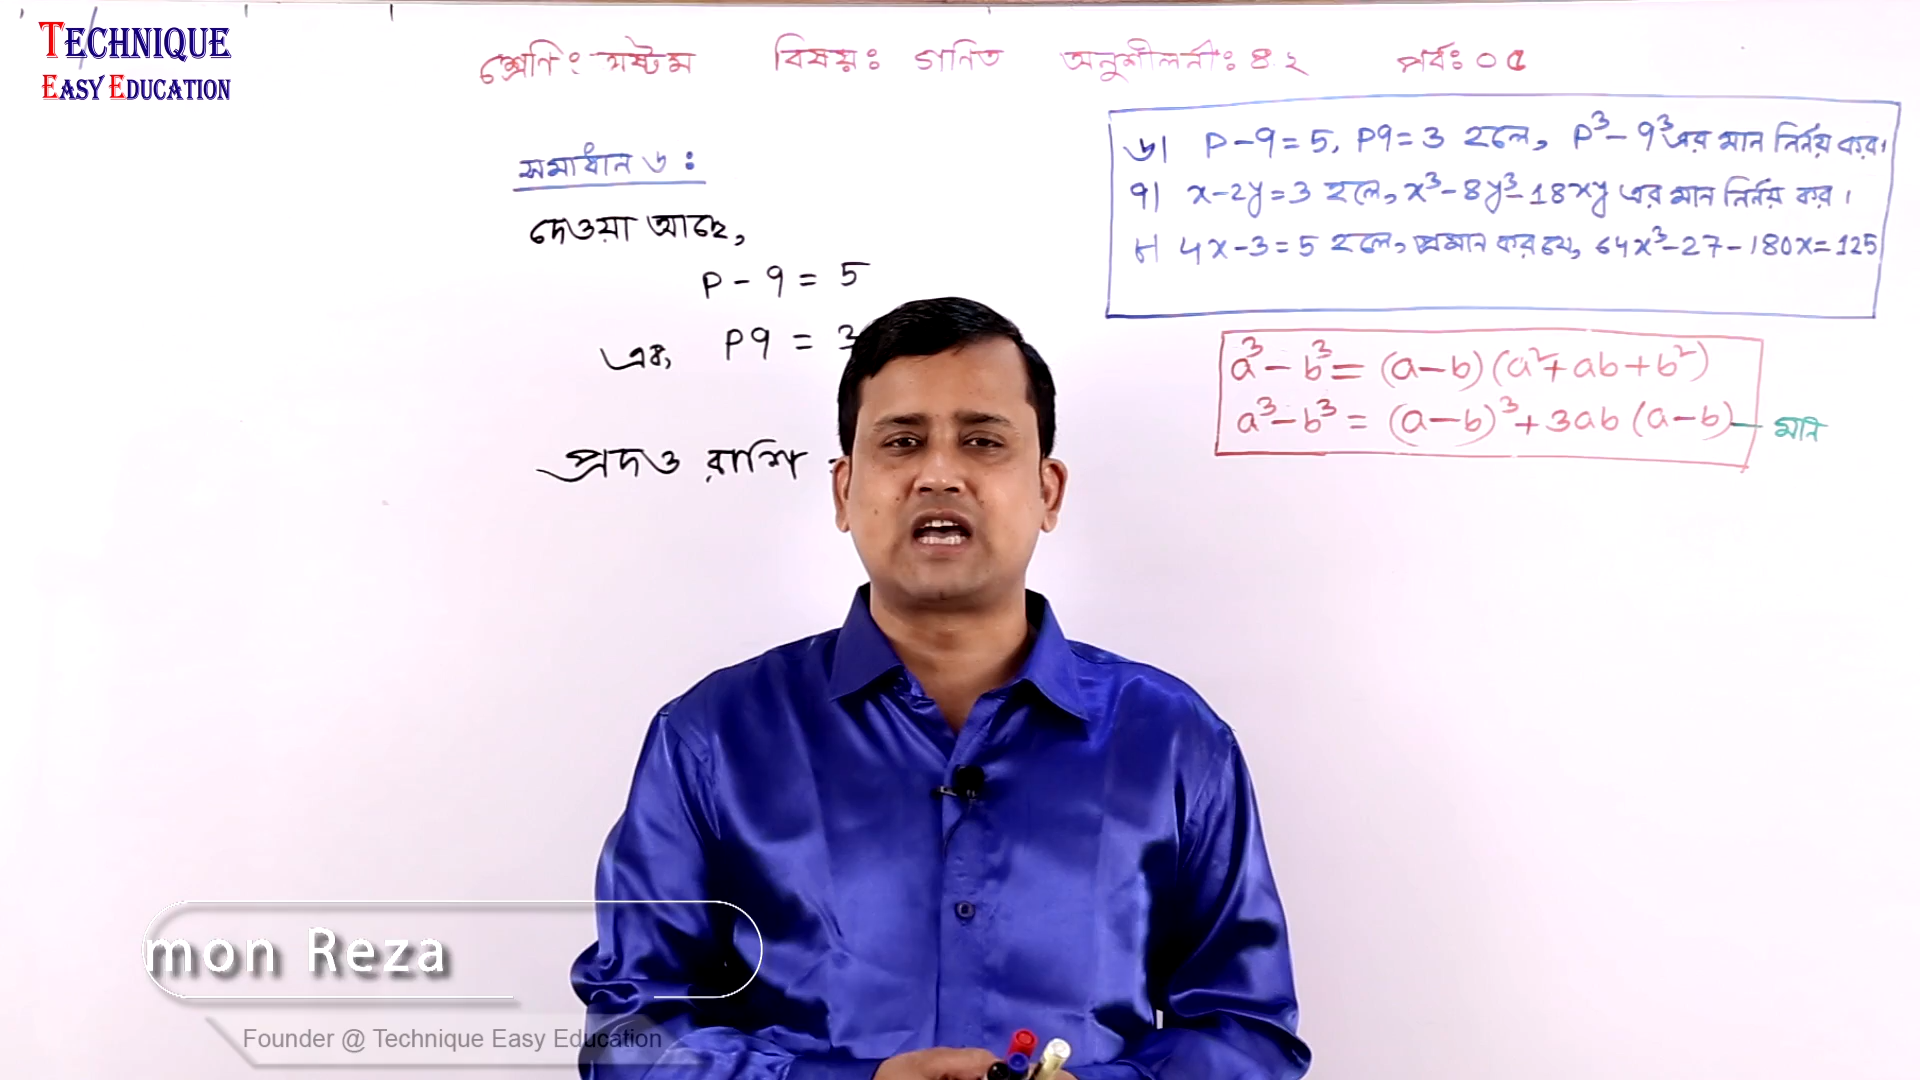 TECHNIQUE
EASY EDUCATION
শ্রেণি: অষ্টম বিষয়ঃ গণিত অনুশীলনীঃ ৪.২ পর্বঃ ০৫
৬। p-q=5, pq=3 হলে, p³-q³ এর মান নির্ণয় কর।
৭। x-2y=3 হলে, x³-8y³-18xy এর মান নির্ণয় কর।
৮। 4x-3=5 হলে, প্রমান কর যে, 64x³-27-180x=125
a³-b³=(a-b)(a²+ab+b²)
a³-b³=(a-b)³+3ab(a-b) মান
সমাধান ৬ :
দেওয়া আছে,
p-q=5
এবং pq=3
প্রদত্ত রাশি
mon Reza
Founder @ Technique Easy Education